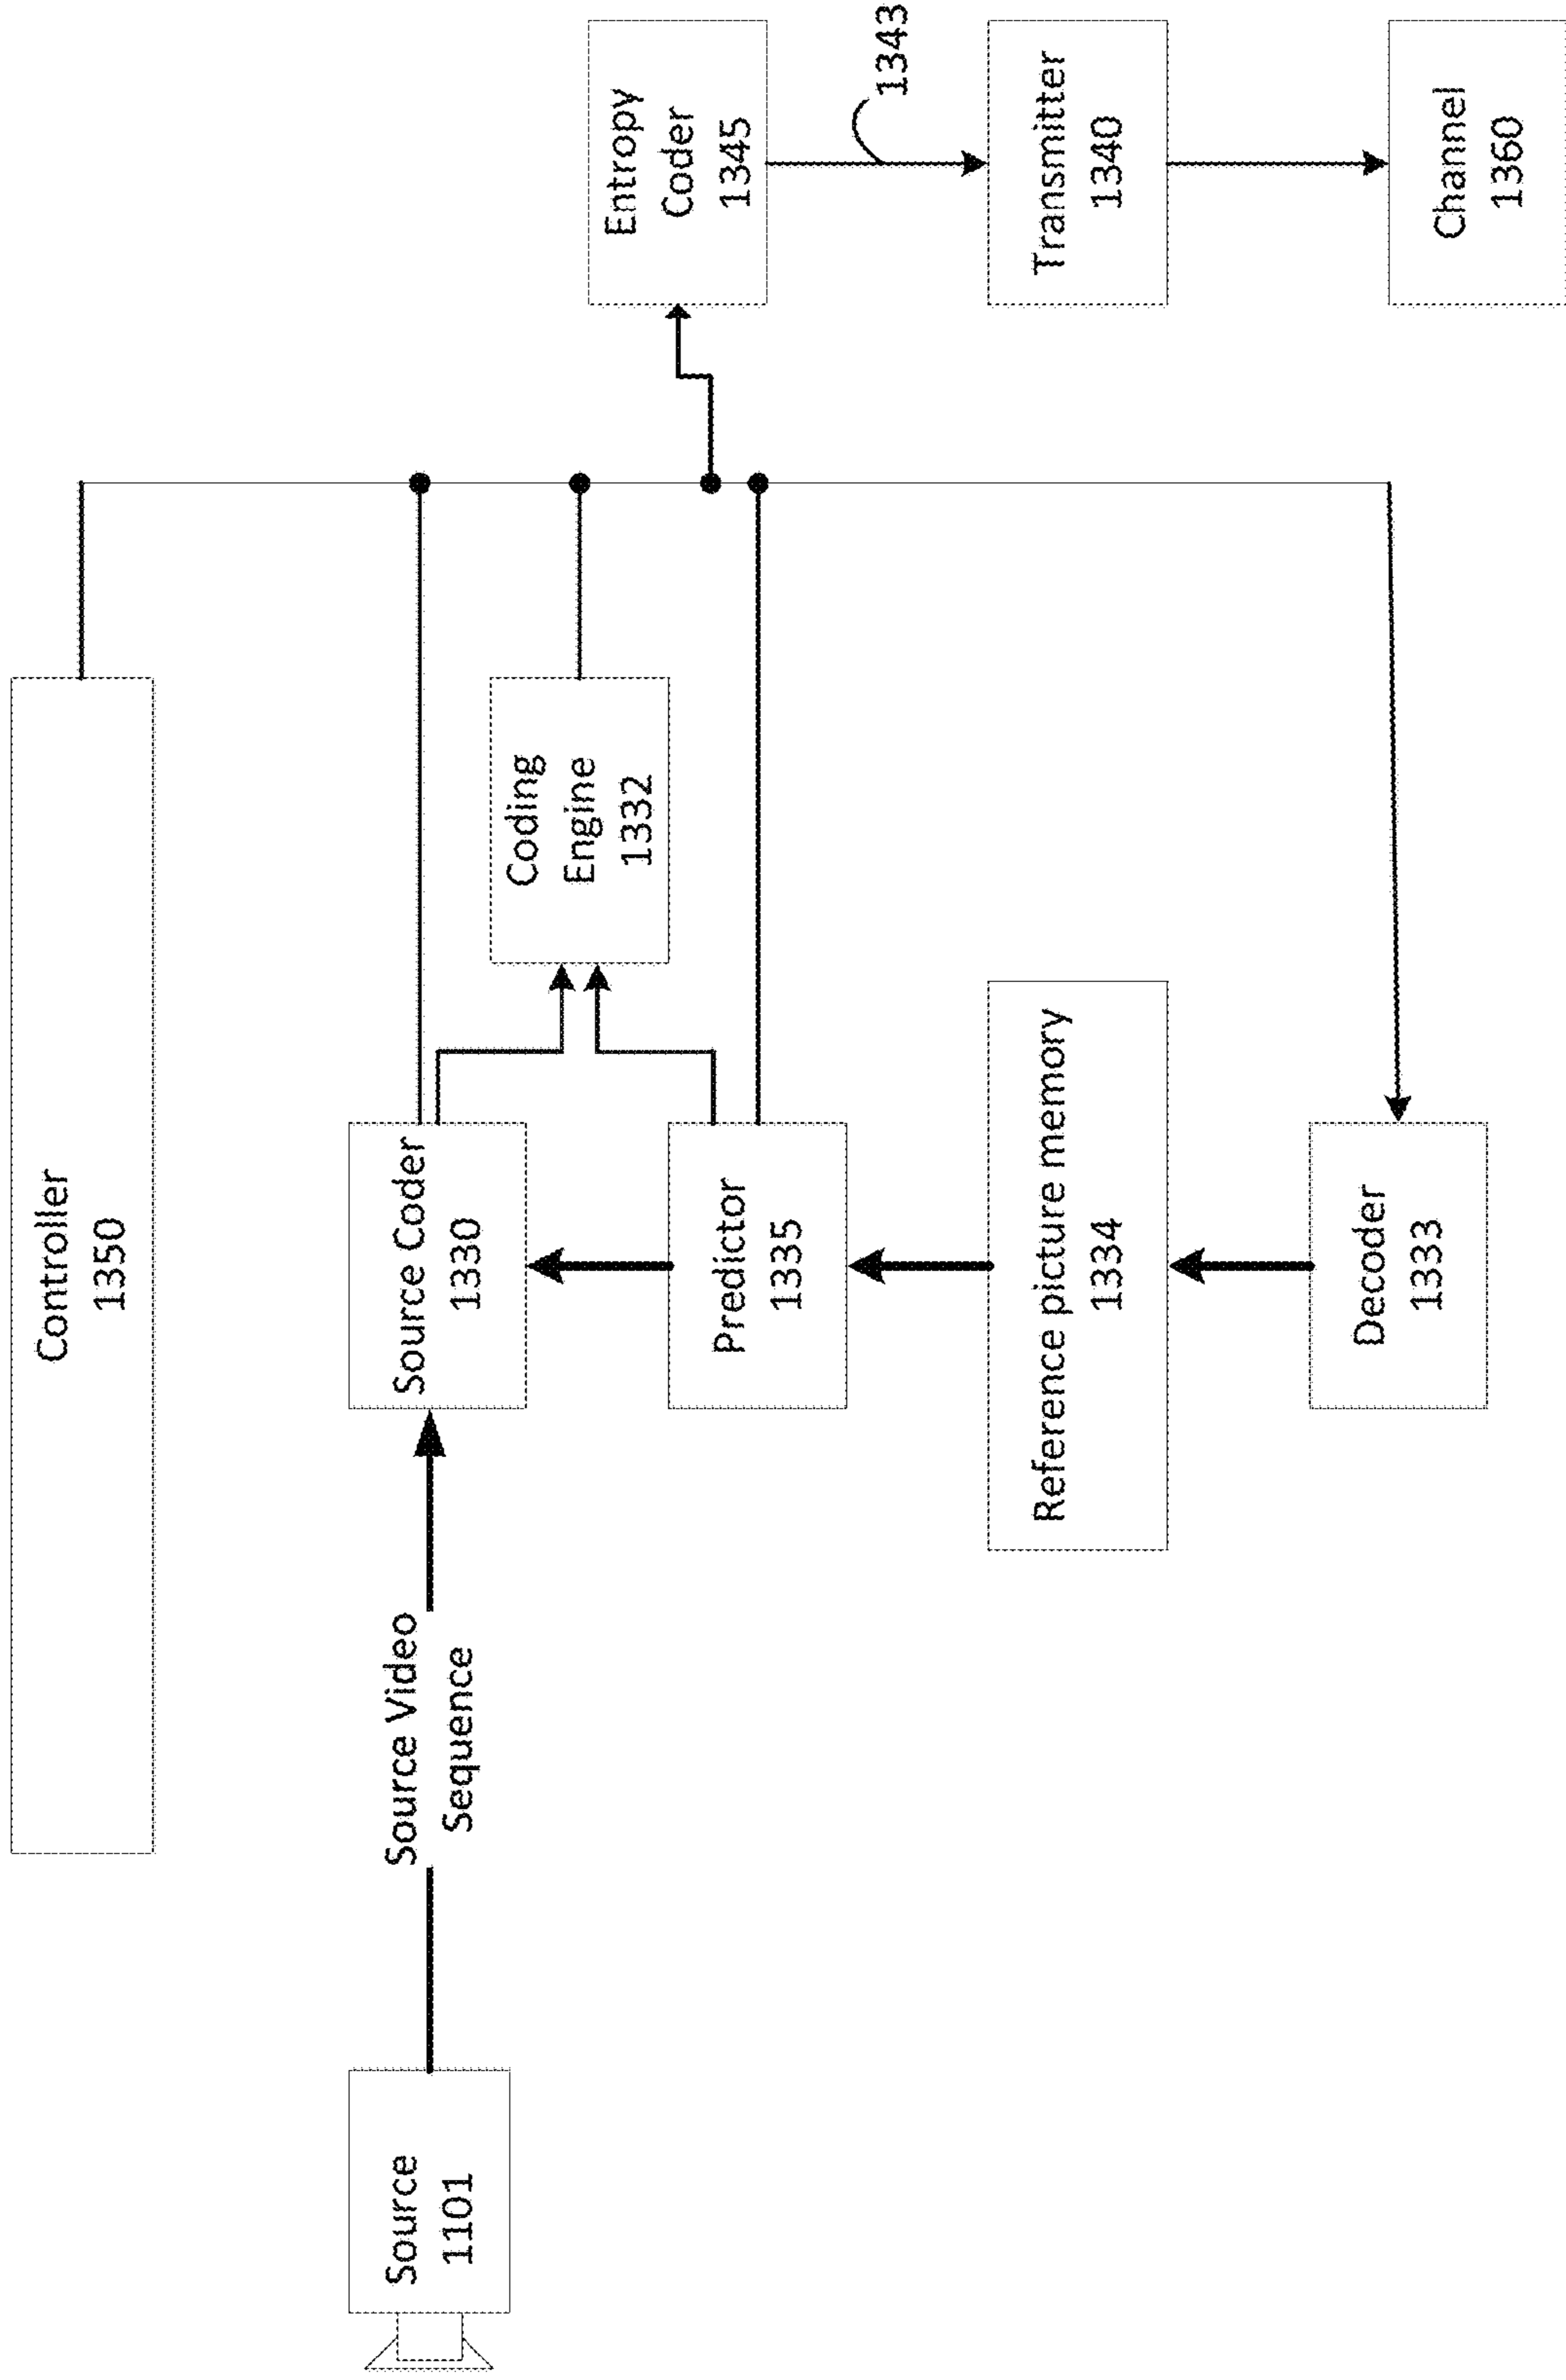 Controller
1350
Source
1101
Source Video
Sequence
Source Coder
1330
Coding
Engine
1332
Predictor
1335
Reference picture memory
1334
Decoder
1333
Entropy
Coder
1345
1343
Transmitter
1340
Channel
1360